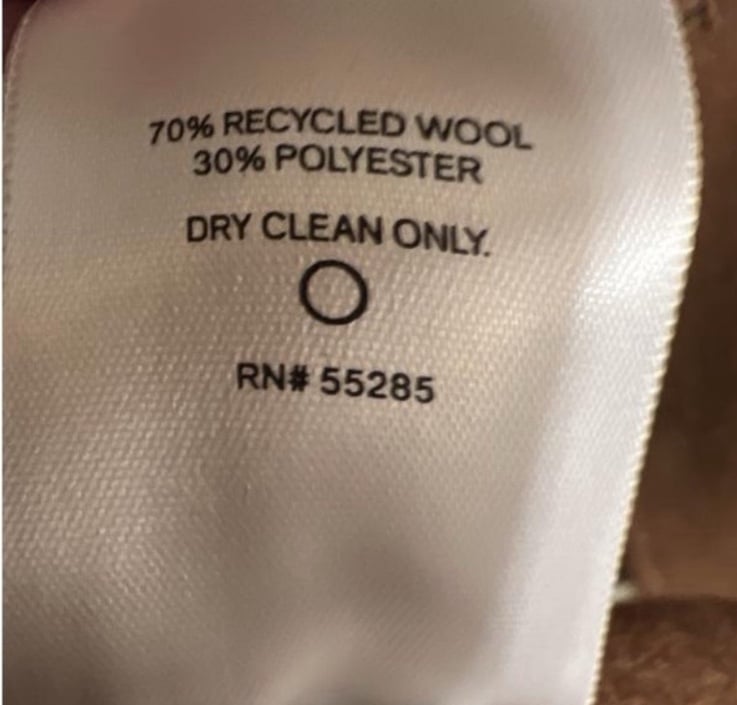 70% RECYCLED WOOL
30% POLYESTER
DRY CLEAN ONLY.
RN# 55285